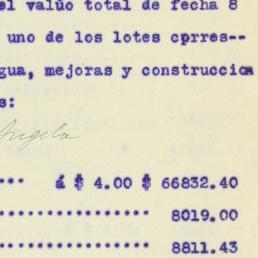 el valúo total de fecha 8
uno de los lotes cprres--
gua, mejoras y construccion
s:
Angela
*** á $ 4.00 $ 66832.40
**************** 8019.00
**************** 8811.43